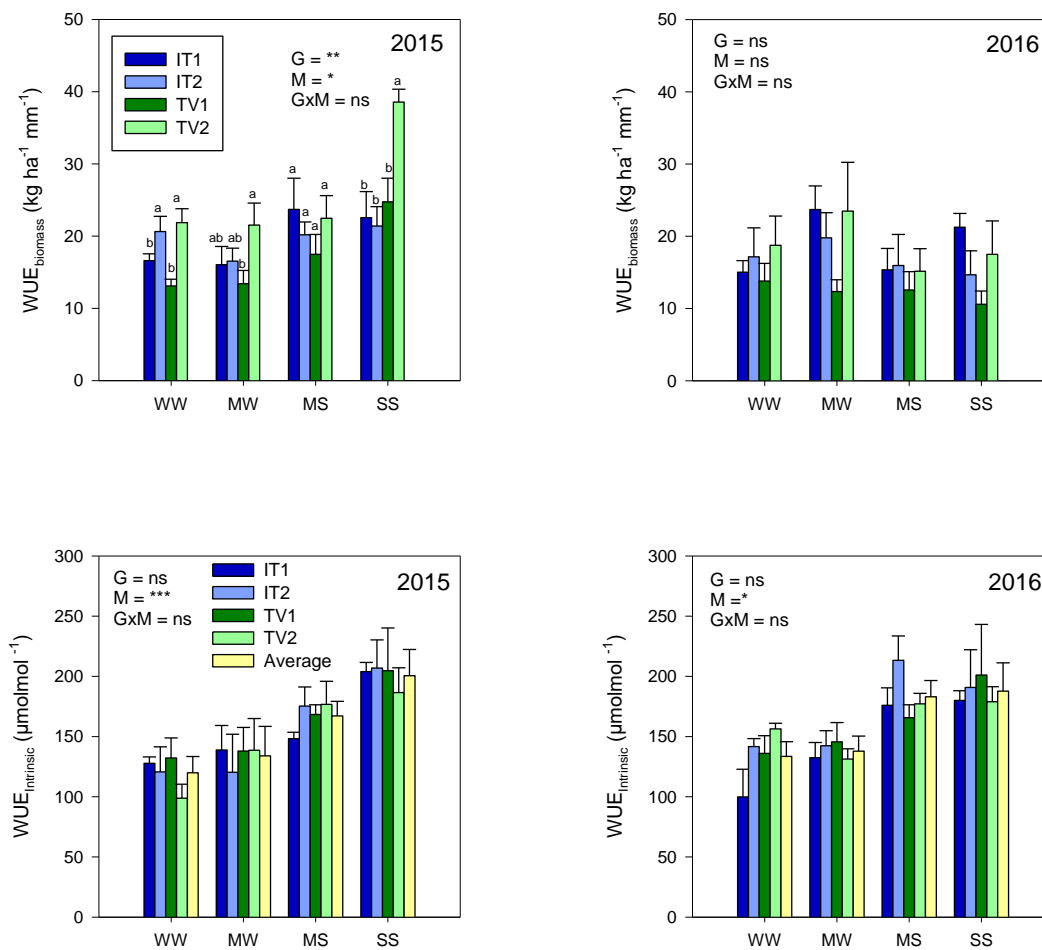 2015
IT1
IT2
TV1
TV2
G = **
M = *
GxM = ns
50
40
30
20
10
0
WUEbiomass (kg ha-1 mm-1)
b
a
b
a
ab
ab
b
a
a
a
a
a
b
b
b
a
WW MW MS SS
2016
G = ns
M = ns
GxM = ns
50
40
30
20
10
0
WUEbiomass (kg ha-1 mm-1)
WW MW MS SS
2015
G = ns
M = ***
GxM = ns
IT1
IT2
TV1
TV2
Average
300
250
200
150
100
50
0
WUEIntrinsic (µmolmol -1)
WW MW MS SS
2016
G = ns
M =*
GxM = ns
300
250
200
150
100
50
0
WUEIntrinsic (µmolmol -1)
WW MW MS SS